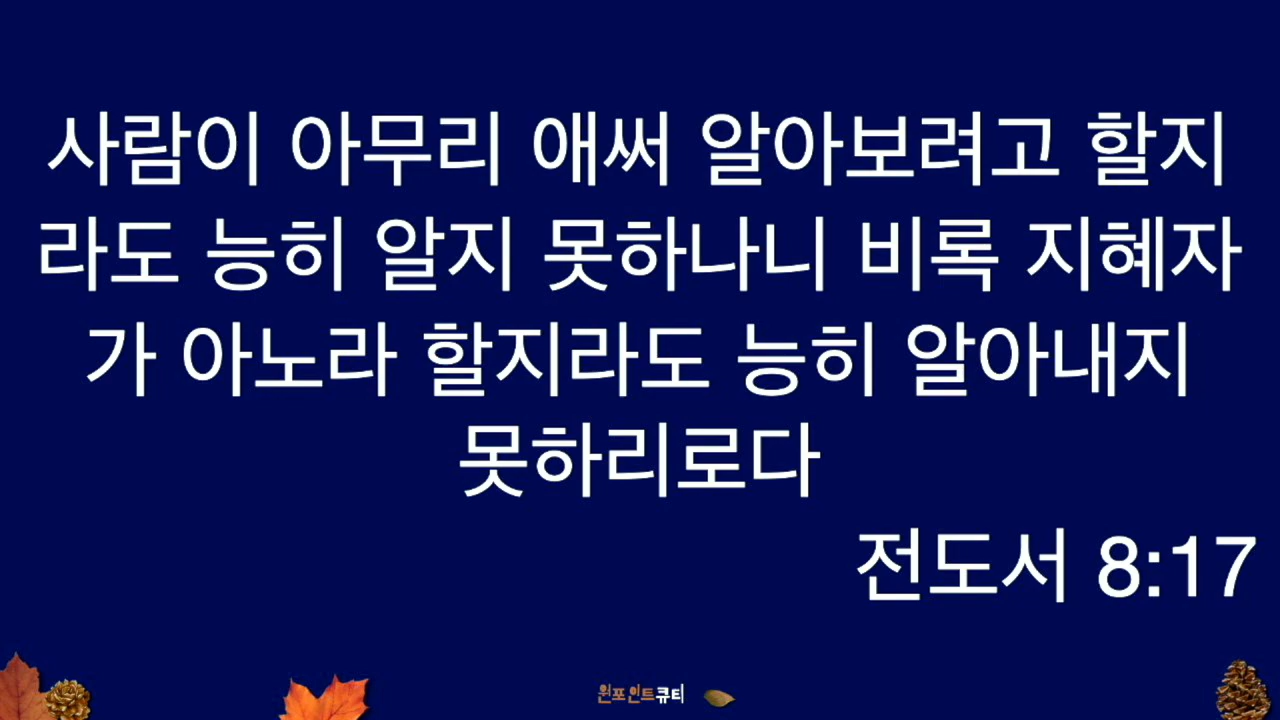 사람이 아무리 애써 알아보려고 할지
라도 능히 알지 못하나니 비록 지혜자
가 아노라 할지라도 능히 알아내지
못하리로다
전도서 8:17
원포인트큐티